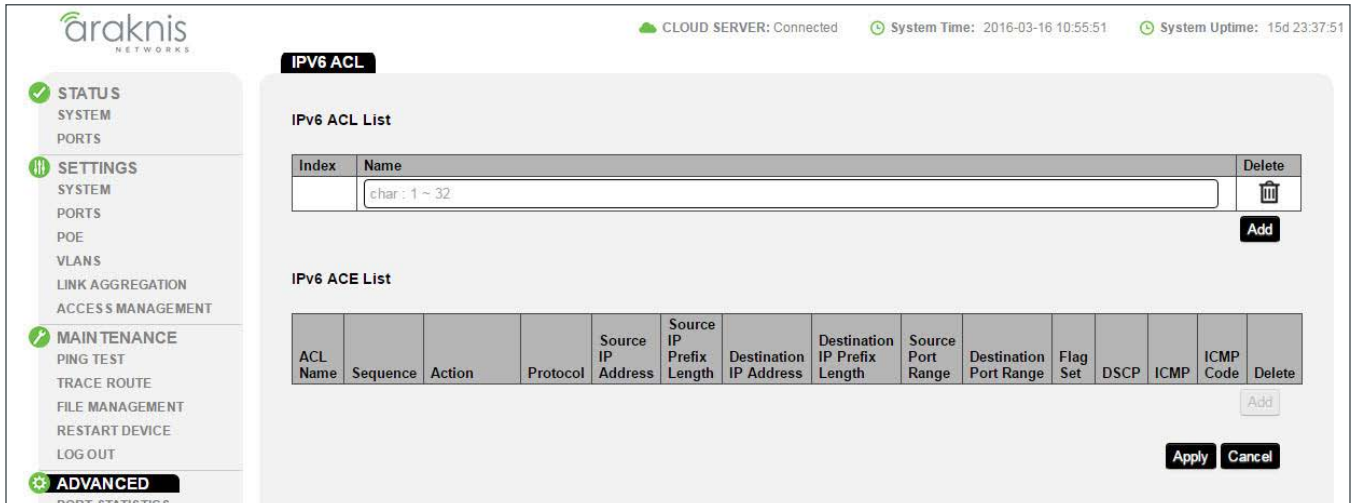 araknis
NETWORKS
CLOUD SERVER: Connected
System Time: 2016-03-16 10:55:51
System Uptime: 15d 23:37:51
IPV6 ACL
STATUS
SYSTEM
PORTS
SETTINGS
SYSTEM
PORTS
POE
VLANS
LINK AGGREGATION
ACCESS MANAGEMENT
MAINTENANCE
PING TEST
TRACE ROUTE
FILE MANAGEMENT
RESTART DEVICE
LOG OUT
ADVANCED
PORT STATISTICS
IPv6 ACL List
Index Name Delete
char : 1 ~ 32
Add
IPv6 ACE List
ACL Name Sequence Action Protocol Source IP Address Source IP Prefix Length Destination IP Address Destination IP Prefix Length Source Port Range Destination Port Range Flag Set DSCP ICMP ICMP Code Delete
Add
Apply Cancel